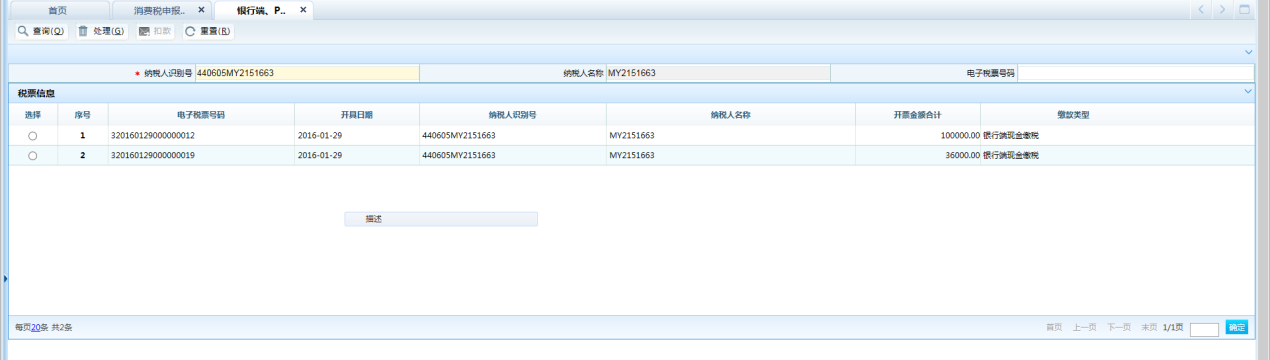 首页 消费税申报.. × 银行端、P.. ×
查询(Q) 处理(G) 扣款 重置(R)
* 纳税人识别号 440605MY2151663 纳税人名称 MY2151663 电子税票号码
税票信息
选择 序号 电子税票号码 开具日期 纳税人识别号 纳税人名称 开票金额合计 缴款类型
1 320160129000000012 2016-01-29 440605MY2151663 MY2151663 100000.00 银行端现金缴税
2 320160129000000019 2016-01-29 440605MY2151663 MY2151663 36000.00 银行端现金缴税
描述
每页20条 共2条 首页 上一页 下一页 末页 1/1页 确定